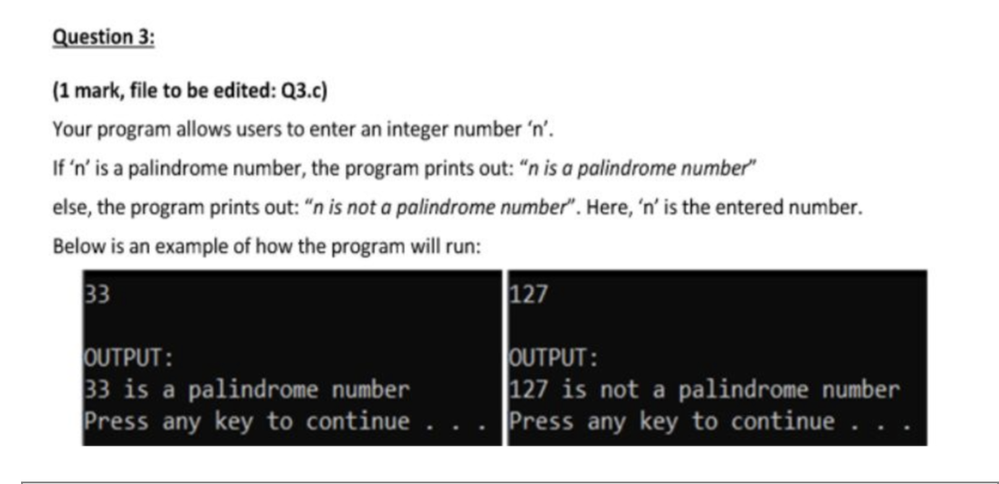 Question 3:
(1 mark, file to be edited: Q3.c)
Your program allows users to enter an integer number ‘n’.
If ‘n’ is a palindrome number, the program prints out: “n is a palindrome number”
else, the program prints out: “n is not a palindrome number”. Here, ‘n’ is the entered number.
Below is an example of how the program will run:
33
OUTPUT:
33 is a palindrome number
Press any key to continue . . .
127
OUTPUT:
127 is not a palindrome number
Press any key to continue . . .